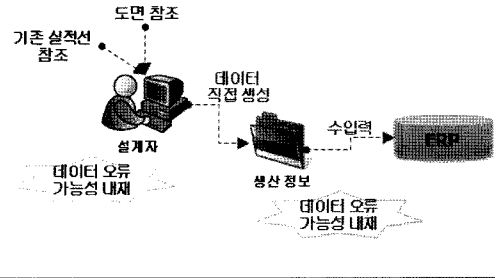 도면 참조
기존 실적선
참조
데이터
직접 생성
수입력
ERP
설계자
생산 정보
데이터 오류
가능성 내재
데이터 오류
가능성 내재